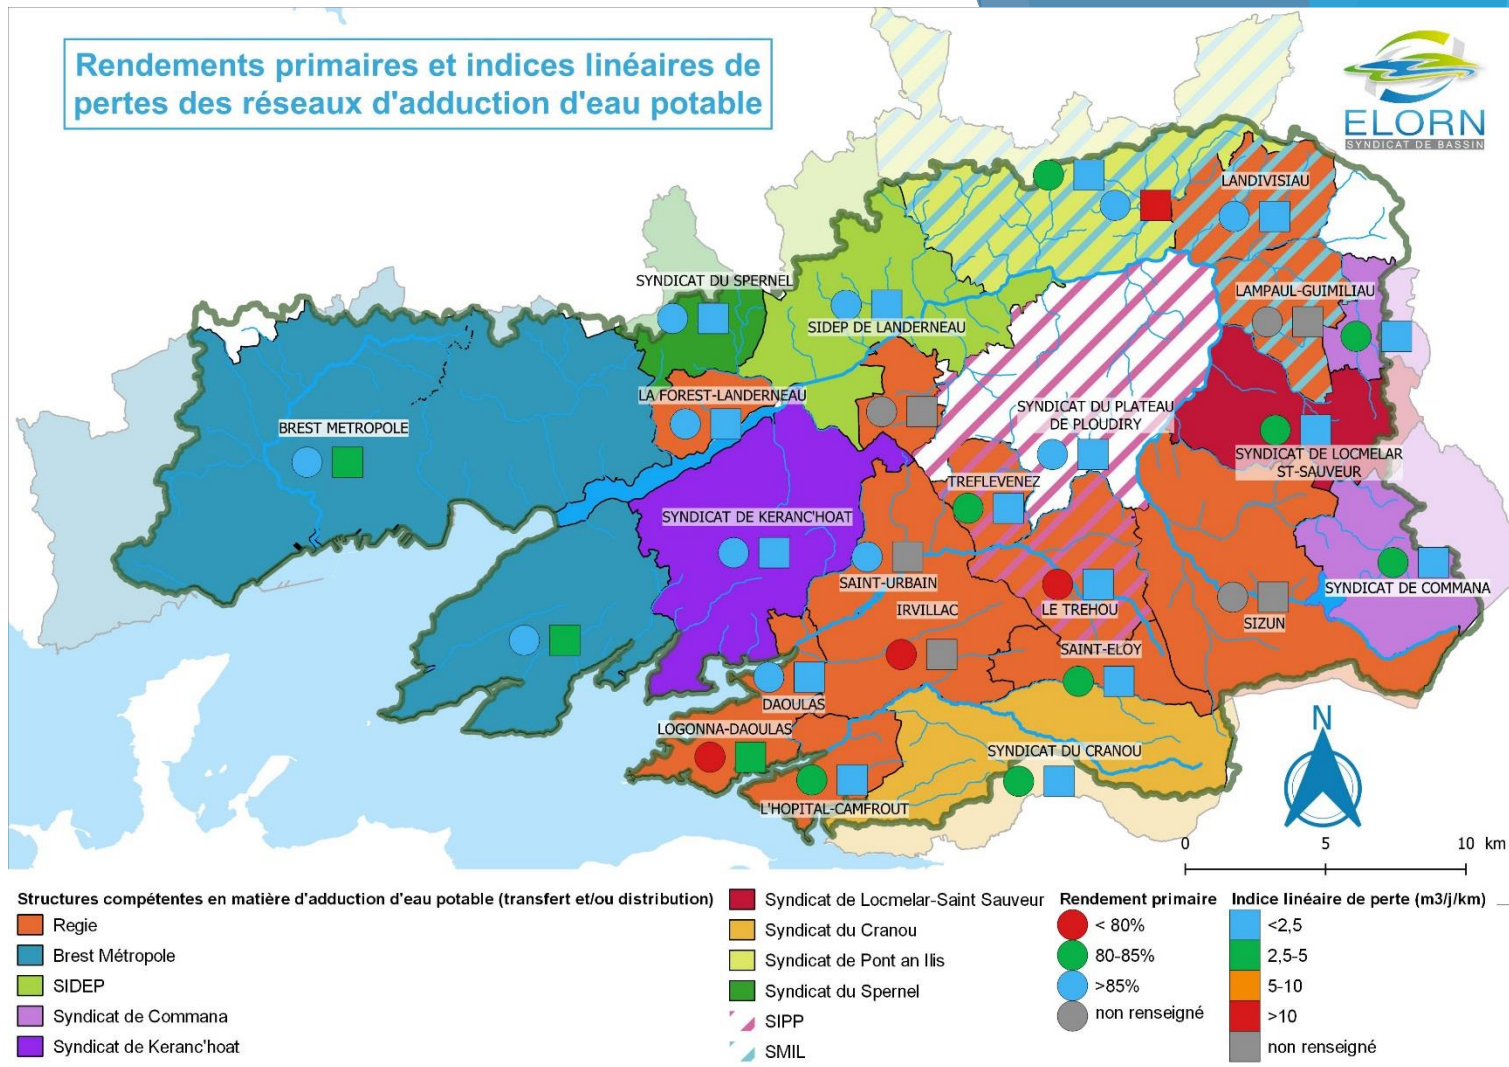 Rendements primaires et indices linéaires de
pertes des réseaux d'adduction d'eau potable
ELORN
SYNDICAT DE BASSIN
LANDIVISIAU
SYNDICAT DU SPERNEL
LAMPAUL-GUIMILIAU
SIDEP DE LANDERNEAU
LA FOREST-LANDERNEAU
SYNDICAT DU PLATEAU
DE PLOUDIRY
BREST METROPOLE
SYNDICAT DE LOCMELAR
ST-SAUVEUR
TREFLEVENEZ
SYNDICAT DE KERANC'HOAT
SAINT-URBAIN
SYNDICAT DE COMMANA
IRVILLAC
LE TREHOU
SIZUN
SAINT-ELOY
DAOULAS
LOGONNA-DAOULAS
SYNDICAT DU CRANOU
L'HOPITAL-CAMFROUT
N
0 5 10 km
Structures compétentes en matière d'adduction d'eau potable (transfert et/ou distribution)
Regie
Brest Métropole
SIDEP
Syndicat de Commana
Syndicat de Keranc'hoat
Syndicat de Locmelar-Saint Sauveur
Syndicat du Cranou
Syndicat de Pont an Ilis
Syndicat du Spernel
SIPP
SMIL
Rendement primaire
< 80%
80-85%
>85%
non renseigné
Indice linéaire de perte (m3/j/km)
<2,5
2,5-5
5-10
>10
non renseigné